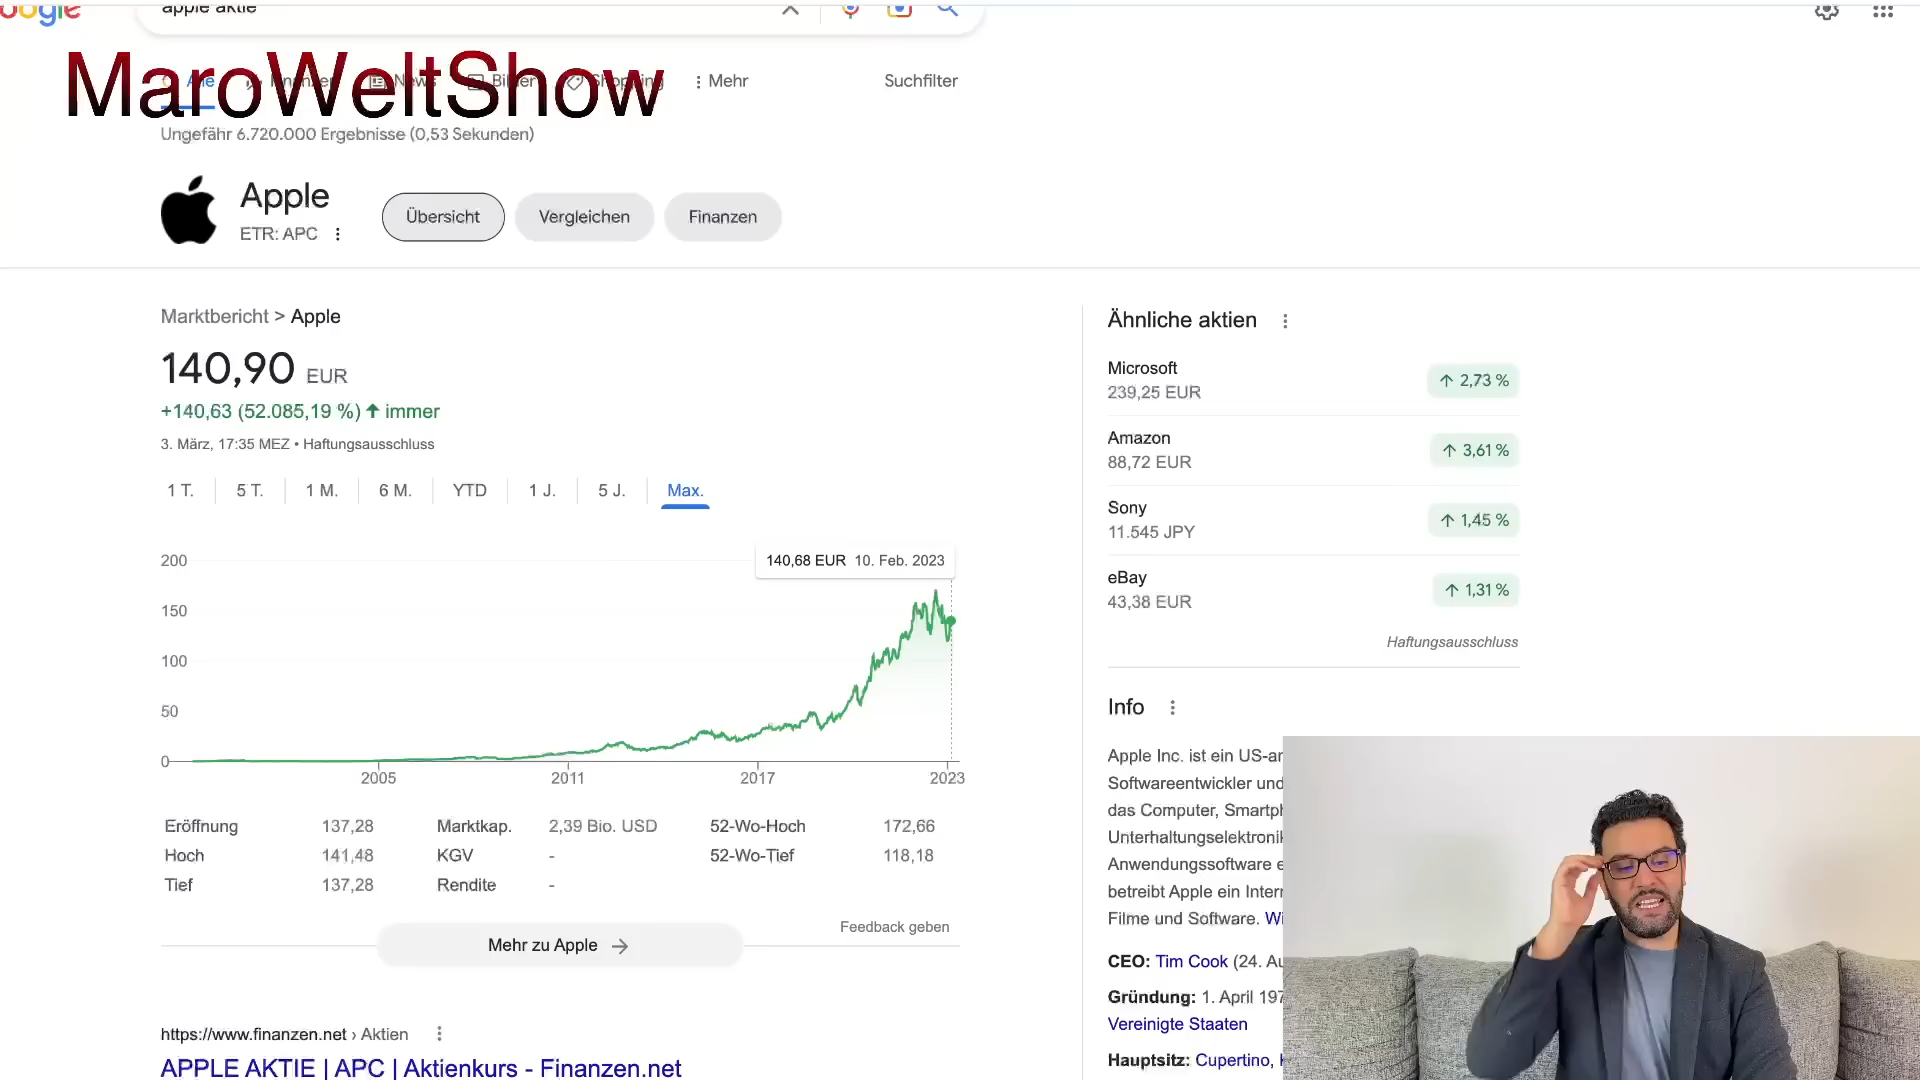 apple aktie
MaroWeltShow
Alle
Finanzen
News
Bilder
Shopping
Mehr
Suchfilter
Ungefähr 6.720.000 Ergebnisse (0,53 Sekunden)
Apple
ETR: APC
Übersicht
Vergleichen
Finanzen
Marktbericht > Apple
140,90 EUR
+140,63 (52.085,19 %) immer
3. März, 17:35 MEZ • Haftungsausschluss
1 T.
5 T.
1 M.
6 M.
YTD
1 J.
5 J.
Max.
140,68 EUR 10. Feb. 2023
200
150
100
50
0
2005
2011
2017
2023
Eröffnung 137,28 Marktkap. 2,39 Bio. USD 52-Wo-Hoch 172,66
Hoch 141,48 KGV - 52-Wo-Tief 118,18
Tief 137,28 Rendite -
Feedback geben
Mehr zu Apple
https://www.finanzen.net › Aktien
APPLE AKTIE | APC | Aktienkurs - Finanzen.net
Ähnliche aktien
Microsoft
239,25 EUR
2,73 %
Amazon
88,72 EUR
3,61 %
Sony
11.545 JPY
1,45 %
eBay
43,38 EUR
1,31 %
Haftungsausschluss
Info
Apple Inc. ist ein US-
Softwareentwickler und
das Computer,
Unterhaltungselektronik
Anwendungssoftware
betreibt Apple ein
Filme und Software.
CEO: Tim Cook (24.
Gründung: 1. April
Vereinigte Staaten
Hauptsitz: Cupertino,